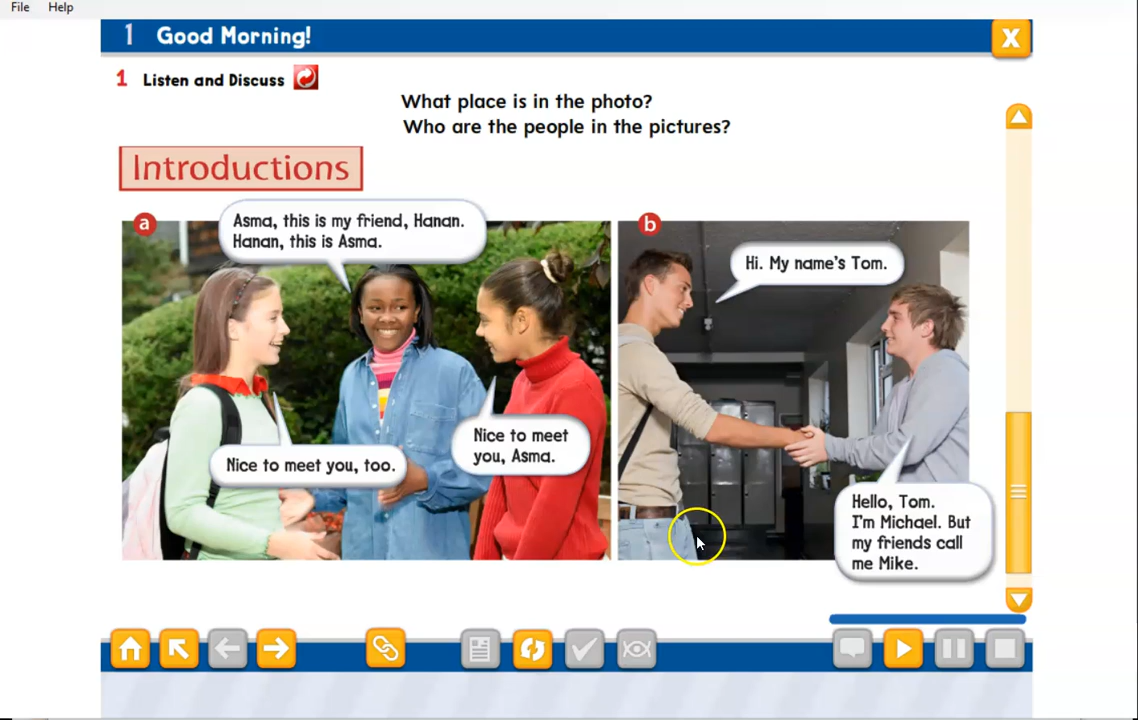 File Help
1 Good Morning!
X
1 Listen and Discuss
What place is in the photo?
Who are the people in the pictures?
Introductions
a
Asma, this is my friend, Hanan.
Hanan, this is Asma.
Nice to meet
you, Asma.
Nice to meet you, too.
b
Hi. My name's Tom.
Hello, Tom.
I'm Michael. But
my friends call
me Mike.